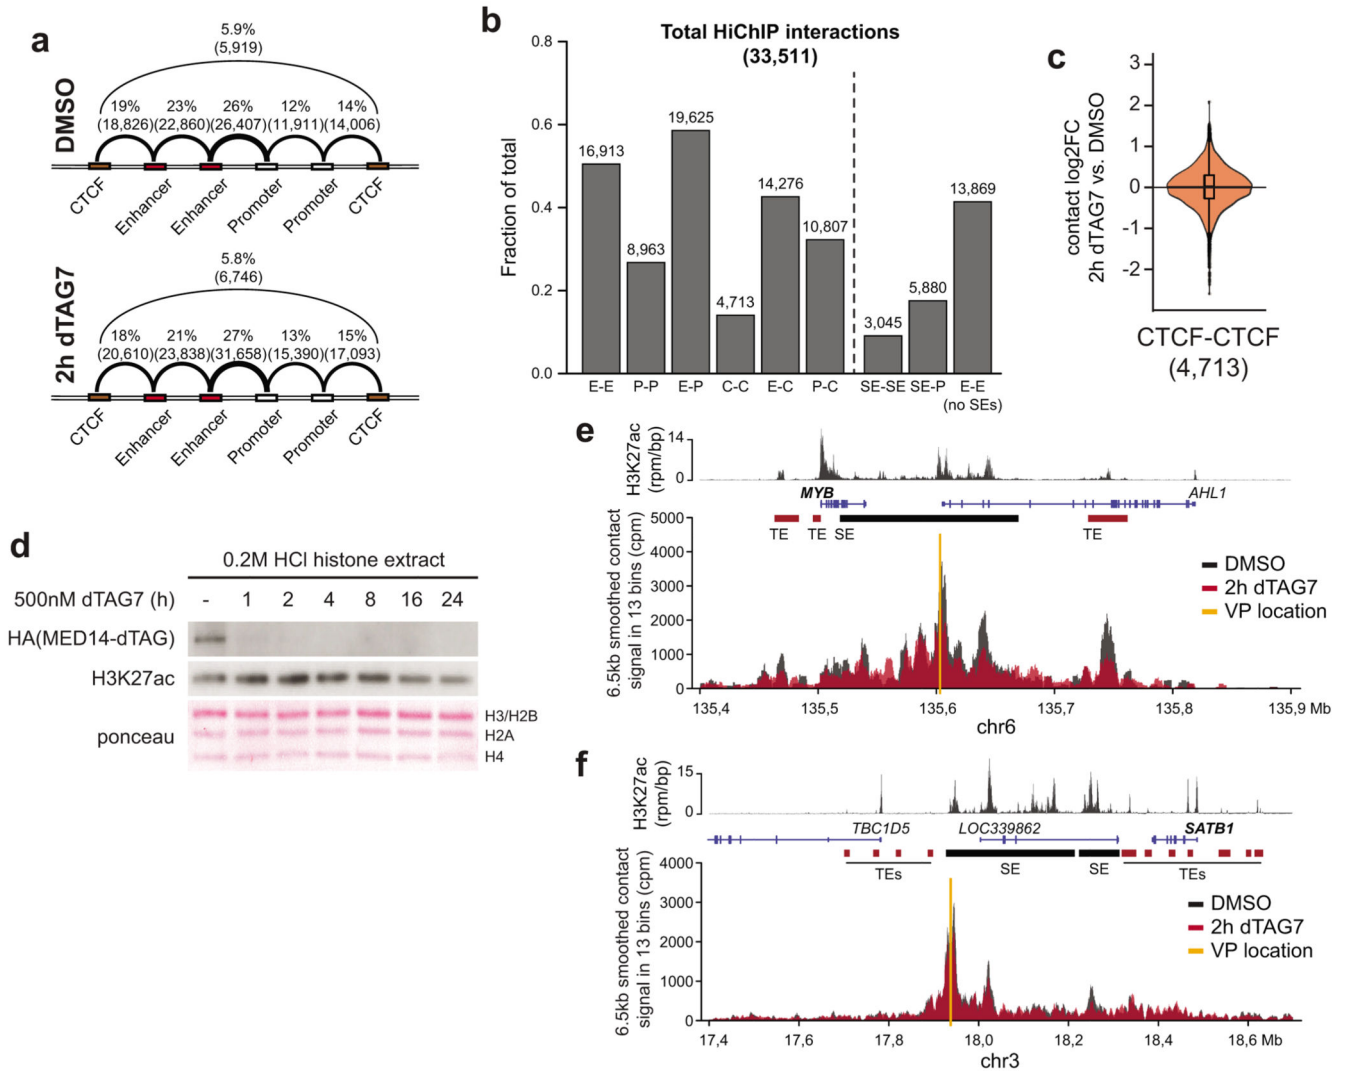 a
DMSO
5.9%
(5,919)
19% 23% 26% 12% 14%
(18,826)(22,860)(26,407)(11,911)(14,006)
CTCF Enhancer Enhancer Promoter Promoter CTCF
2h dTAG7
5.8%
(6,746)
18% 21% 27% 13% 15%
(20,610)(23,838)(31,658)(15,390)(17,093)
CTCF Enhancer Enhancer Promoter Promoter CTCF
b
Total HiChIP interactions
(33,511)
Fraction of total
0.8
0.6
0.4
0.2
0.0
16,913
8,963
19,625
4,713
14,276
10,807
3,045
5,880
13,869
E-E P-P E-P C-C E-C P-C SE-SE SE-P E-E
(no SEs)
c
contact log2FC
2h dTAG7 vs. DMSO
3
2
1
0
-1
-2
CTCF-CTCF
(4,713)
d
0.2M HCl histone extract
500nM dTAG7 (h) - 1 2 4 8 16 24
HA(MED14-dTAG)
H3K27ac
ponceau
H3/H2B
H2A
H4
e
H3K27ac
(rpm/bp)
14
0
MYB
AHL1
TE TE SE TE
6.5kb smoothed contact
signal in 13 bins (cpm)
5000
4000
3000
2000
1000
0
DMSO
2h dTAG7
VP location
135,4 135,5 135,6 135,7 135,8 135,9 Mb
chr6
f
H3K27ac
(rpm/bp)
15
0
TBC1D5 LOC339862 SATB1
TEs SE SE TEs
6.5kb smoothed contact
signal in 13 bins (cpm)
4000
3000
2000
1000
0
DMSO
2h dTAG7
VP location
17,4 17,6 17,8 18,0 18,2 18,4 18,6 Mb
chr3